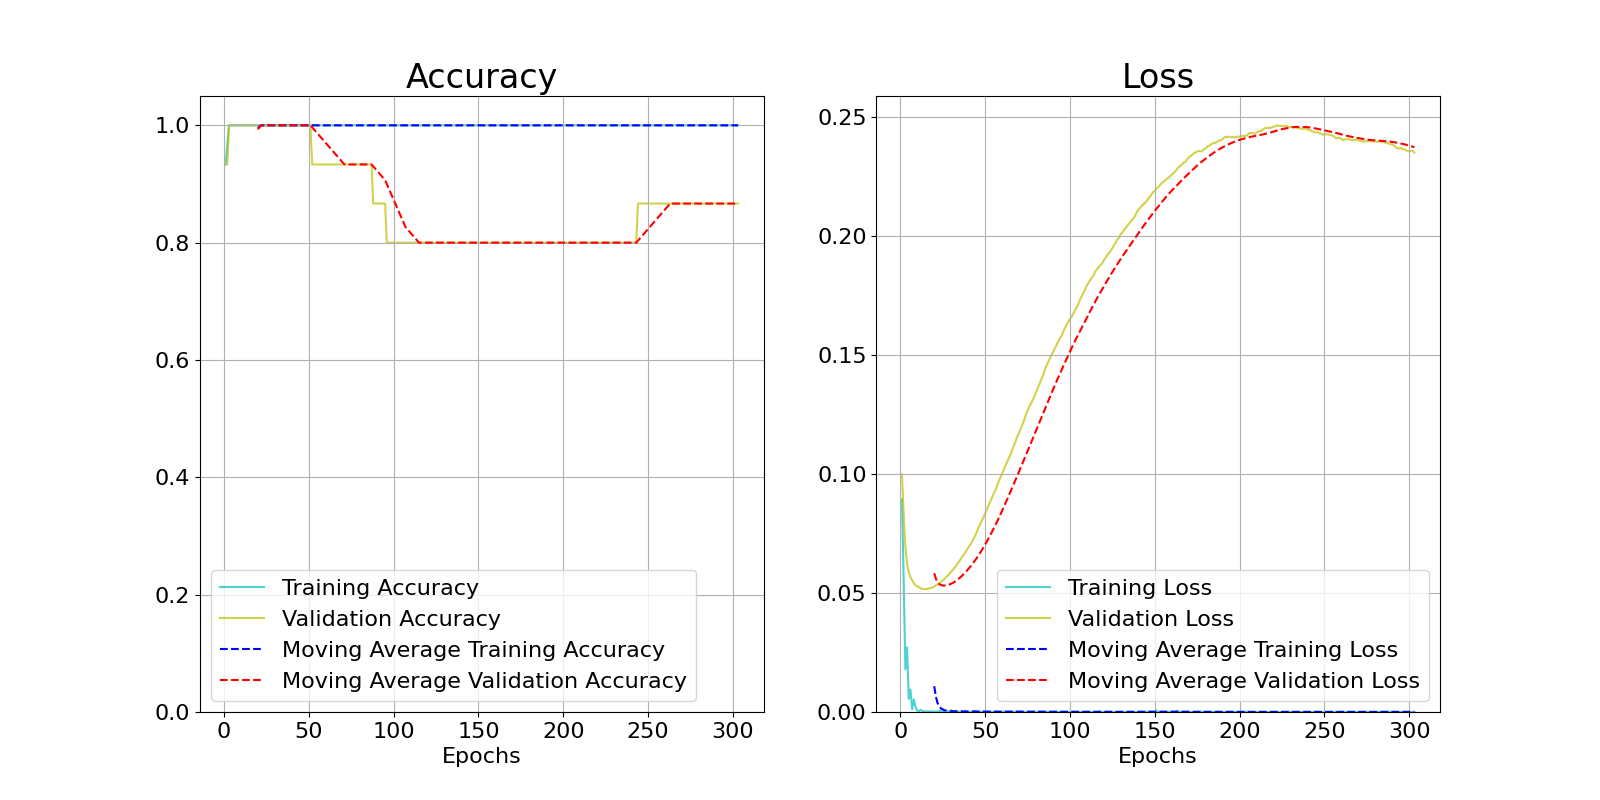 Accuracy
1.0
0.8
0.6
0.4
0.2
0.0
Training Accuracy
Validation Accuracy
Moving Average Training Accuracy
Moving Average Validation Accuracy
0 50 100 150 200 250 300
Epochs
Loss
0.25
0.20
0.15
0.10
0.05
0.00
Training Loss
Validation Loss
Moving Average Training Loss
Moving Average Validation Loss
0 50 100 150 200 250 300
Epochs